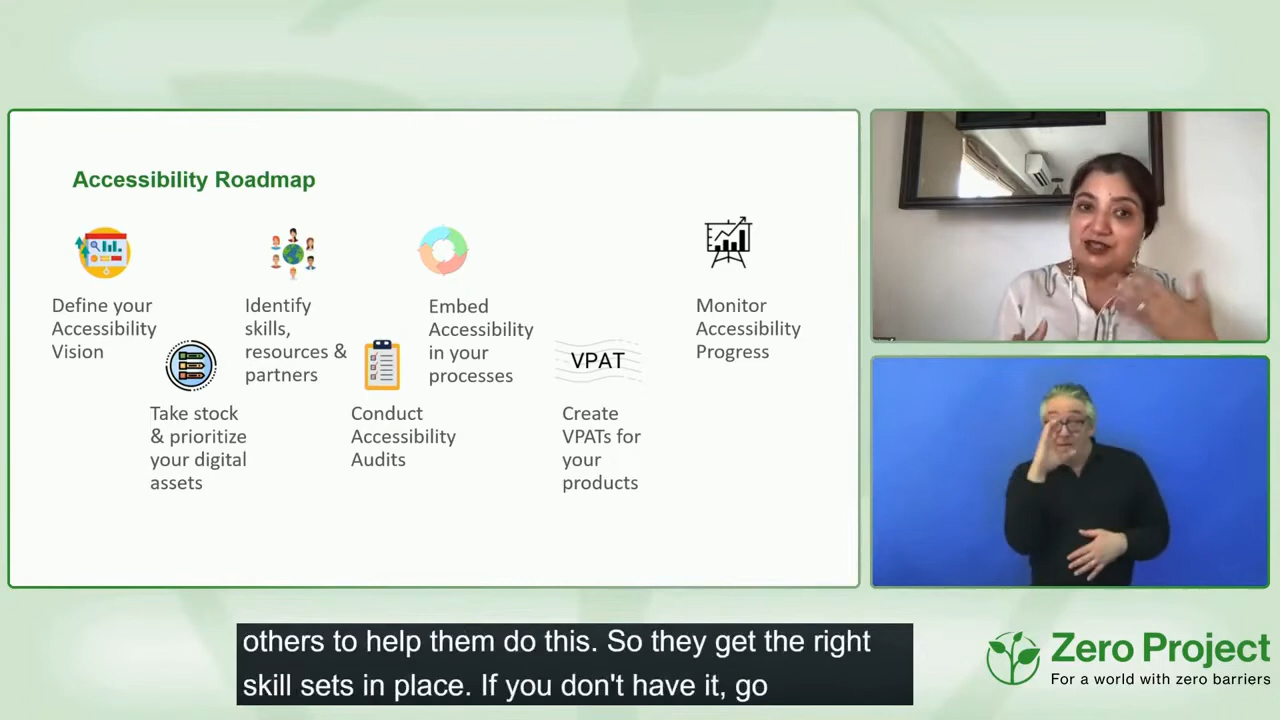 Accessibility Roadmap
Define your
Accessibility
Vision
Take stock
& prioritize
your digital
assets
Identify
skills,
resources &
partners
Conduct
Accessibility
Audits
Embed
Accessibility
in your
processes
VPAT
Create
VPATs for
your
products
Monitor
Accessibility
Progress
others to help them do this. So they get the right
skill sets in place. If you don't have it, go
Zero Project
For a world with zero barriers